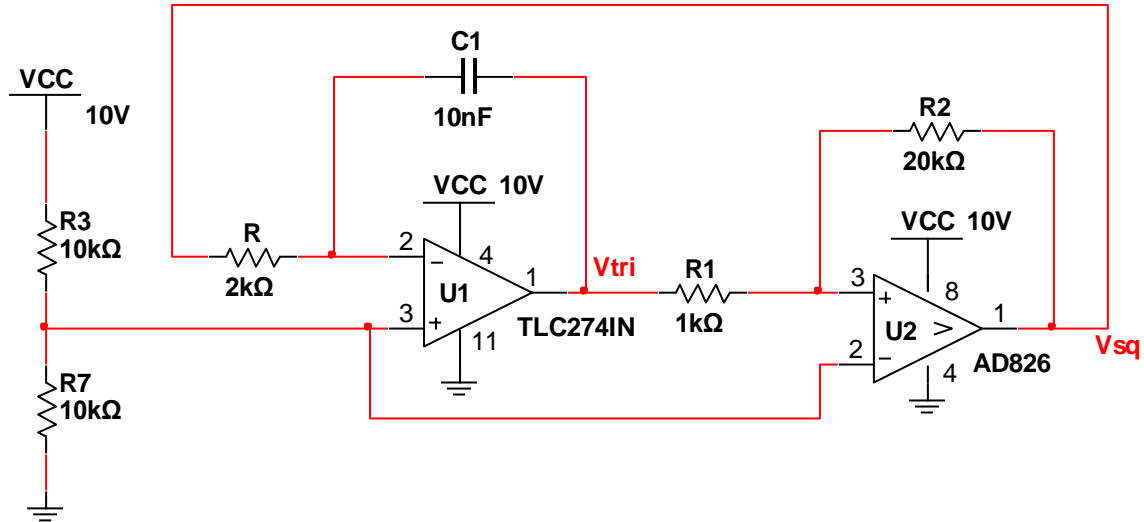 C1
10nF
VCC
10V
R3
10kΩ
R7
10kΩ
R
2kΩ
VCC 10V
2
3
4
U1
11
1
TLC274IN
Vtri
R1
1kΩ
R2
20kΩ
VCC 10V
3
2
8
U2
4
1
AD826
Vsq